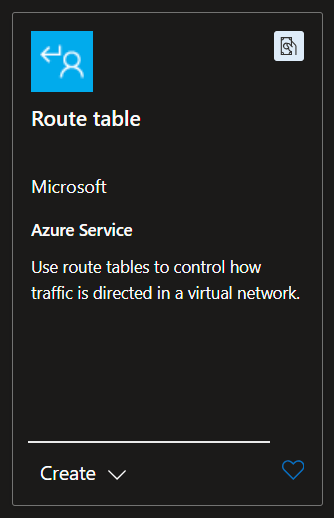 Route table
Microsoft
Azure Service
Use route tables to control how
traffic is directed in a virtual network.
Create